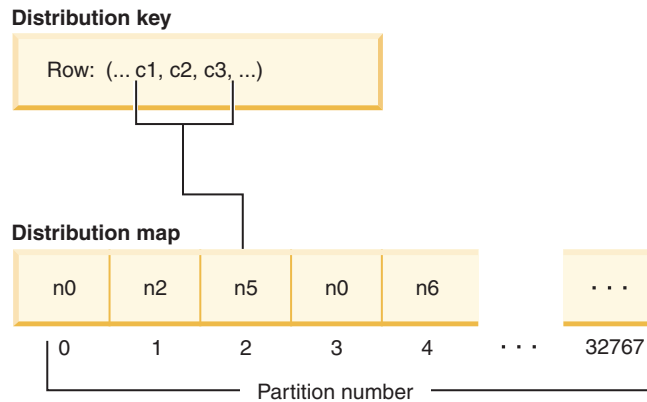 Distribution key
Row: (... c1, c2, c3, ...)
Distribution map
n0 n2 n5 n0 n6 . . .
0 1 2 3 4 . . . 32767
Partition number